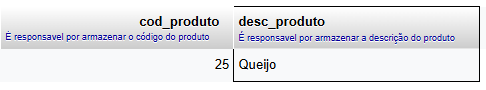 cod_produto desc_produto
È responsavel por armazenar o código do produto É responsavel por armazenar a descrição do produto
25 Queijo